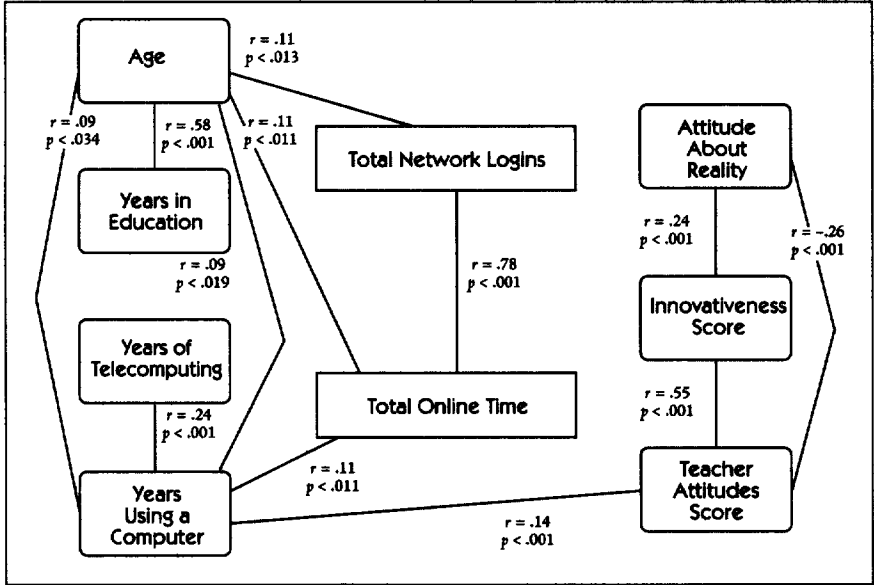 Age
r = .11
p < .013
r = .09
p < .034
r = .58
p < .001
r = .11
p < .011
Total Network Logins
Attitude
About
Reality
Years in
Education
r = .09
p < .019
r = .78
p < .001
r = .24
p < .001
r = -.26
p < .001
Innovativeness
Score
Years of
Telecomputing
Total Online Time
r = .24
p < .001
r = .55
p < .001
Years
Using a
Computer
r = .11
p < .011
r = .14
p < .001
Teacher
Attitudes
Score